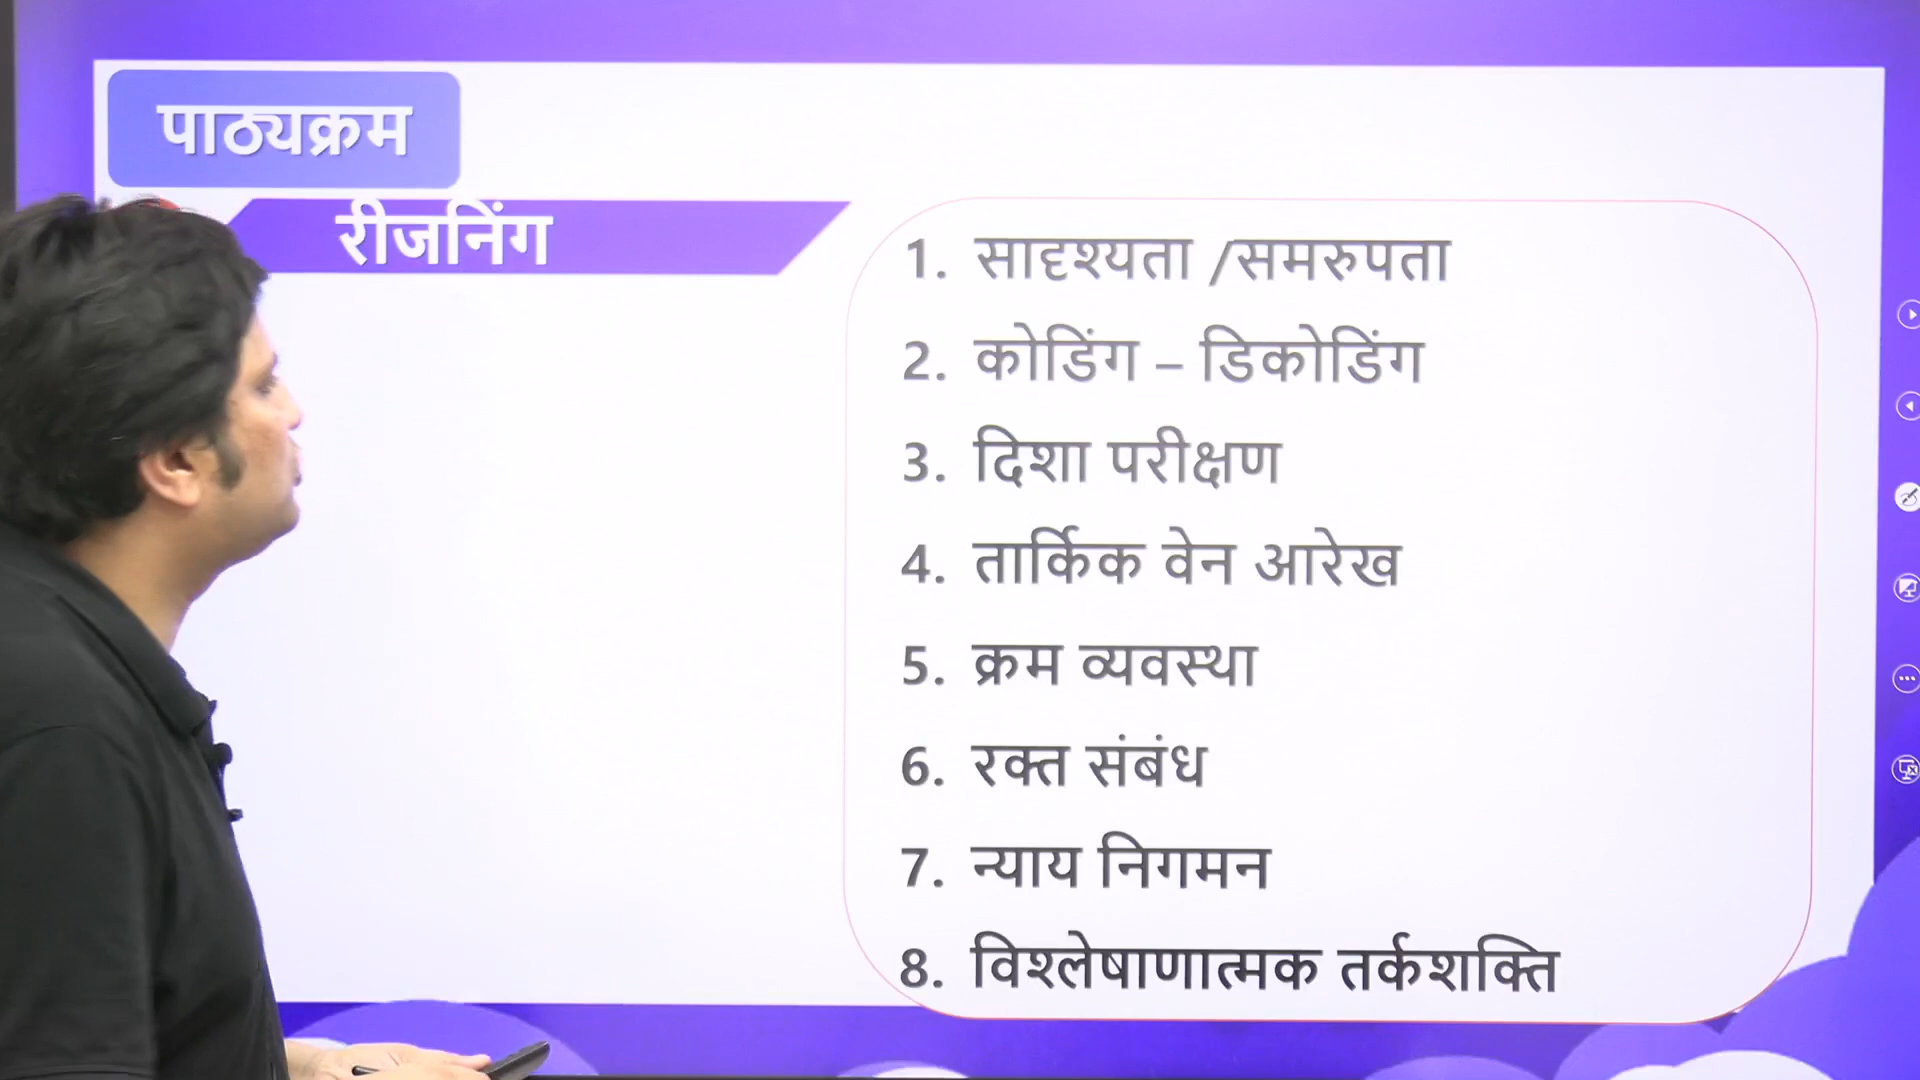 पाठ्यक्रम
रीजनिंग
1. सादृश्यता /समरुपता
2. कोडिंग – डिकोडिंग
3. दिशा परीक्षण
4. तार्किक वेन आरेख
5. क्रम व्यवस्था
6. रक्त संबंध
7. न्याय निगमन
8. विश्लेषाणात्मक तर्कशक्ति